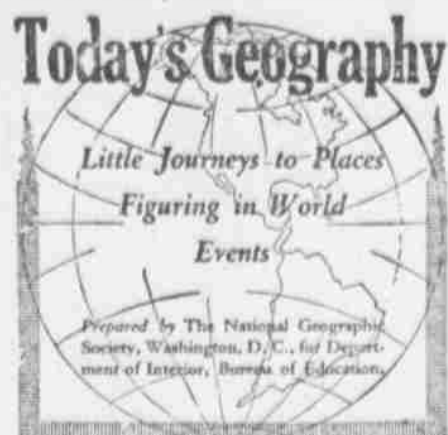 Today's Geography
Little Journeys to Places
Figuring in World
Events
Prepared by The National Geographic
Society, Washington, D. C., for Depart-
ment of Interior, Bureau of Education.